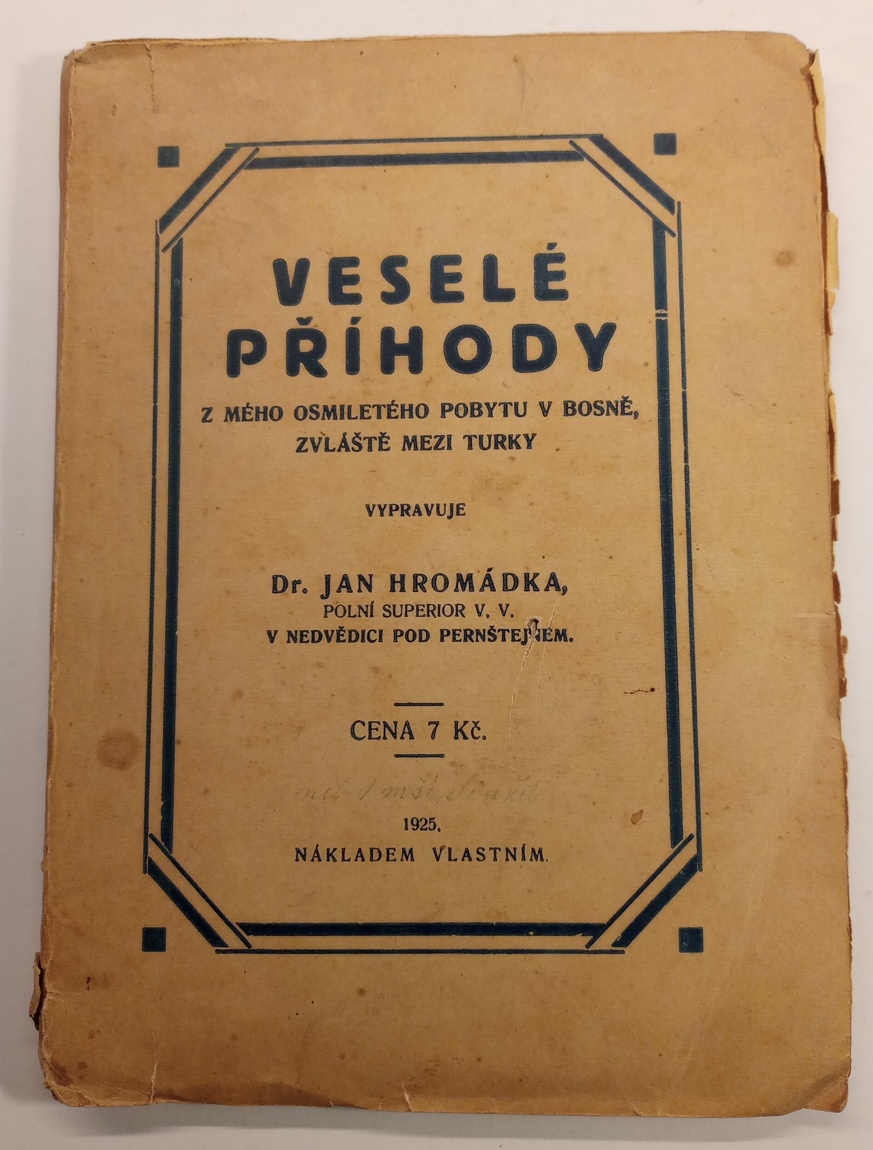 VESELÉ
PŘÍHODY
Z MÉHO OSMILETÉHO POBYTU V BOSNĚ,
ZVLÁŠTĚ MEZI TURKY
VYPRAVUJE
Dr. JAN HROMÁDKA,
POLNÍ SUPERIOR V. V.
V NEDVĚDICI POD PERNŠTEJNEM.
CENA 7 Kč.
1925.
NÁKLADEM VLASTNÍM.